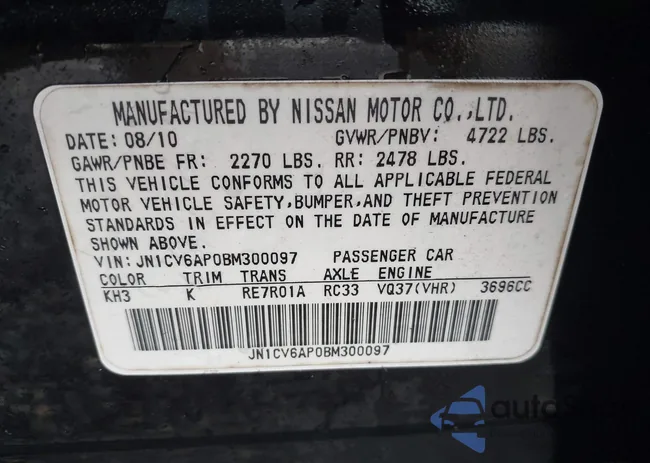 MANUFACTURED BY NISSAN MOTOR CO.,LTD.
DATE: 08/10 GVWR/PNBV: 4722 LBS.
GAWR/PNBE FR: 2270 LBS. RR: 2478 LBS.
THIS VEHICLE CONFORMS TO ALL APPLICABLE FEDERAL
MOTOR VEHICLE SAFETY,BUMPER,AND THEFT PREVENTION
STANDARDS IN EFFECT ON THE DATE OF MANUFACTURE
SHOWN ABOVE.
VIN: JN1CV6AP0BM300097 PASSENGER CAR
COLOR TRIM TRANS AXLE ENGINE
KH3 K RE7R01A RC33 VQ37(VHR) 3696CC
JN1CV6AP0BM300097